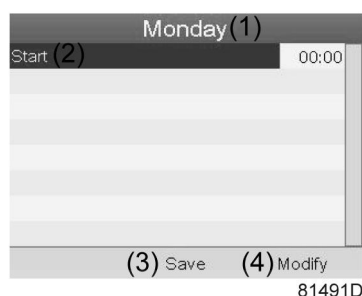 Monday (1)
Start (2) 00:00
(3) Save (4) Modify
81491D